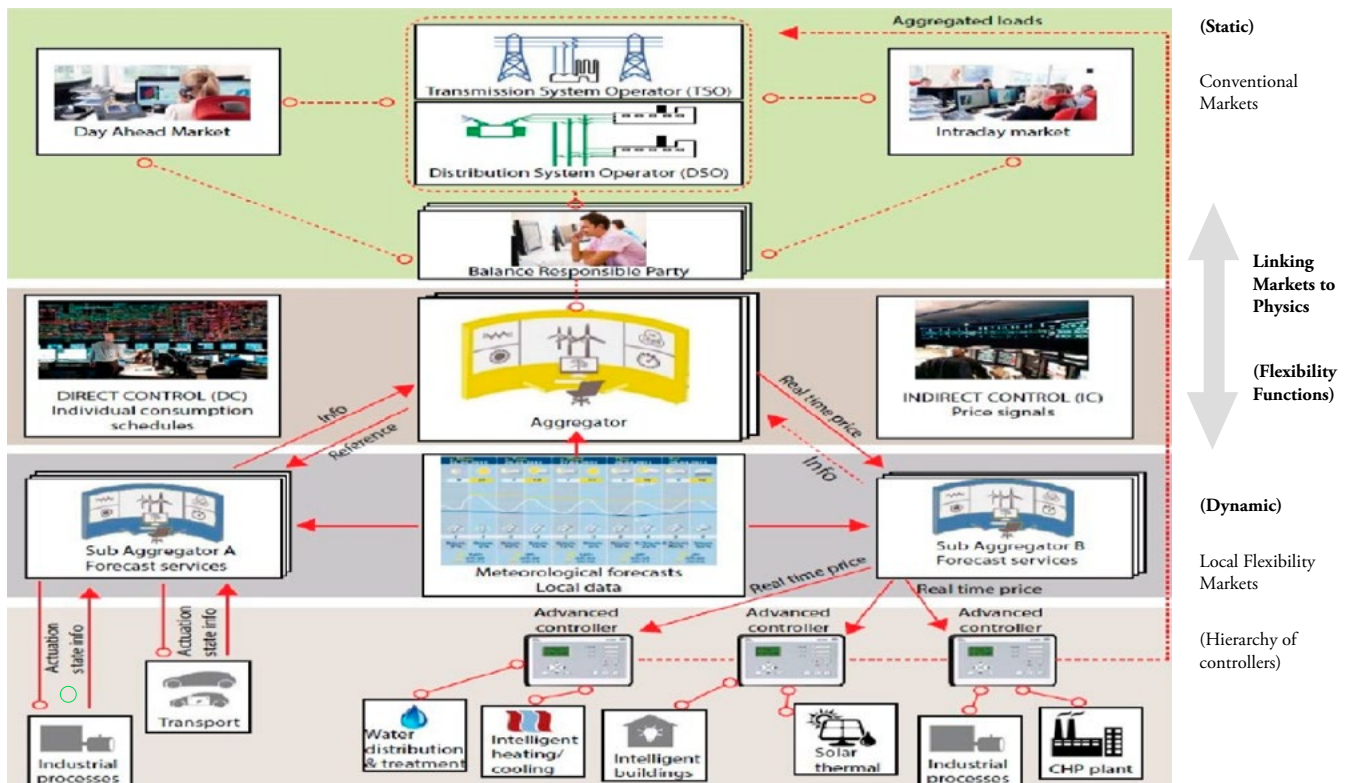 Aggregated loads
(Static)
Conventional
Markets
Day Ahead Market
Transmission System Operator (TSO)
Distribution System Operator (DSO)
Intraday market
Balance Responsible Party
Linking
Markets to
Physics
(Flexibility
Functions)
DIRECT CONTROL (DC)
Individual consumption
schedules
Info
Reference
Aggregator
Real time price
Info
INDIRECT CONTROL (IC)
Price signals
Sub Aggregator A
Forecast services
Meteorological forecasts
Local data
Sub Aggregator B
Forecast services
(Dynamic)
Local Flexibility
Markets
(Hierarchy of
controllers)
Real time price
Real time price
Actuation
state info
Actuation
state info
Advanced
controller
Advanced
controller
Advanced
controller
Transport
Industrial
processes
Water
distribution
& treatment
Intelligent
heating/
cooling
Intelligent
buildings
Solar
thermal
Industrial
processes
CHP plant